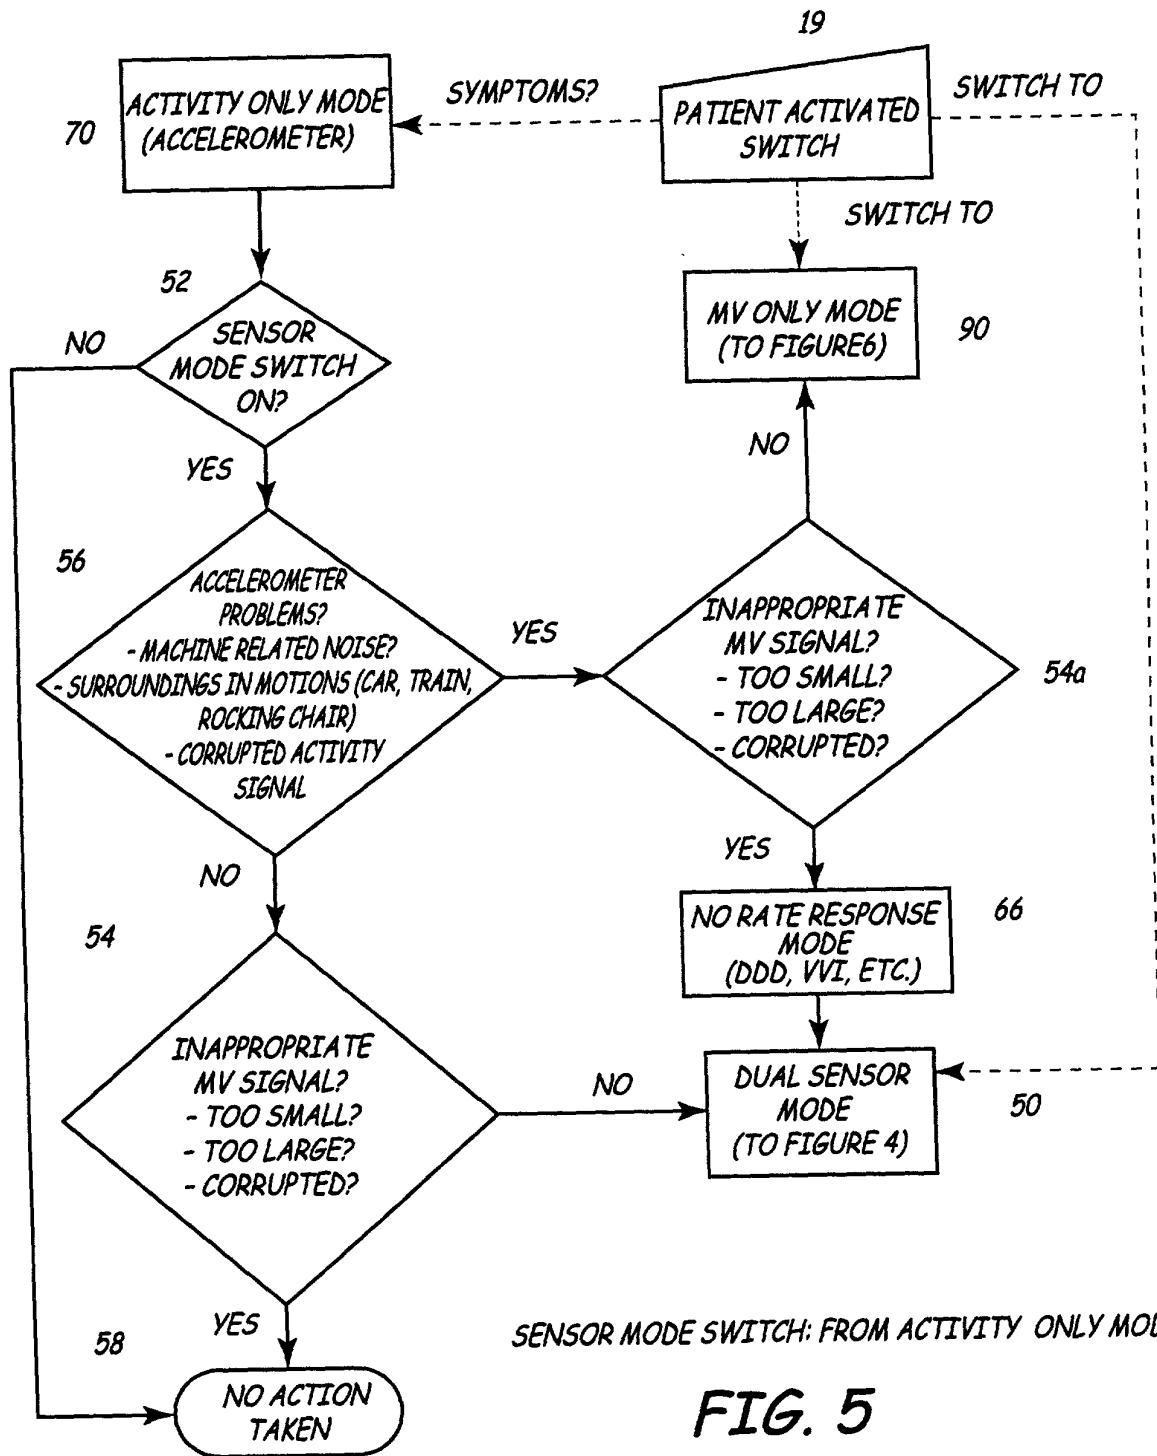 19
ACTIVITY ONLY MODE
(ACCELEROMETER)
70
SYMPTOMS?
PATIENT ACTIVATED
SWITCH
SWITCH TO
SWITCH TO
52
SENSOR
MODE SWITCH
ON?
NO
YES
MV ONLY MODE
(TO FIGURE6)
90
NO
56
ACCELEROMETER
PROBLEMS?
- MACHINE RELATED NOISE?
- SURROUNDINGS IN MOTIONS (CAR, TRAIN,
ROCKING CHAIR)
- CORRUPTED ACTIVITY
SIGNAL
YES
INAPPROPRIATE
MV SIGNAL?
- TOO SMALL?
- TOO LARGE?
- CORRUPTED?
54a
NO
YES
54
NO RATE RESPONSE
MODE
(DDD, VVI, ETC.)
66
INAPPROPRIATE
MV SIGNAL?
- TOO SMALL?
- TOO LARGE?
- CORRUPTED?
NO
DUAL SENSOR
MODE
(TO FIGURE 4)
50
YES
58
NO ACTION
TAKEN
SENSOR MODE SWITCH: FROM ACTIVITY ONLY MOD
FIG. 5